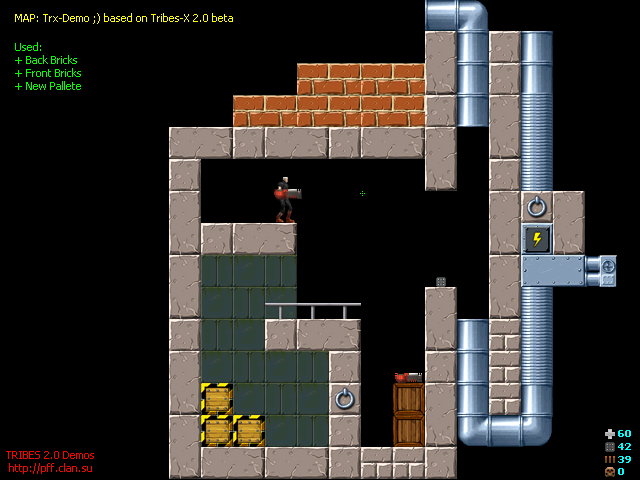 MAP: Trx-Demo ;) based on Tribes-X 2.0 beta
Used:
+ Back Bricks
+ Front Bricks
+ New Pallete
60
42
39
0
TRIBES 2.0 Demos
http://pff.clan.su